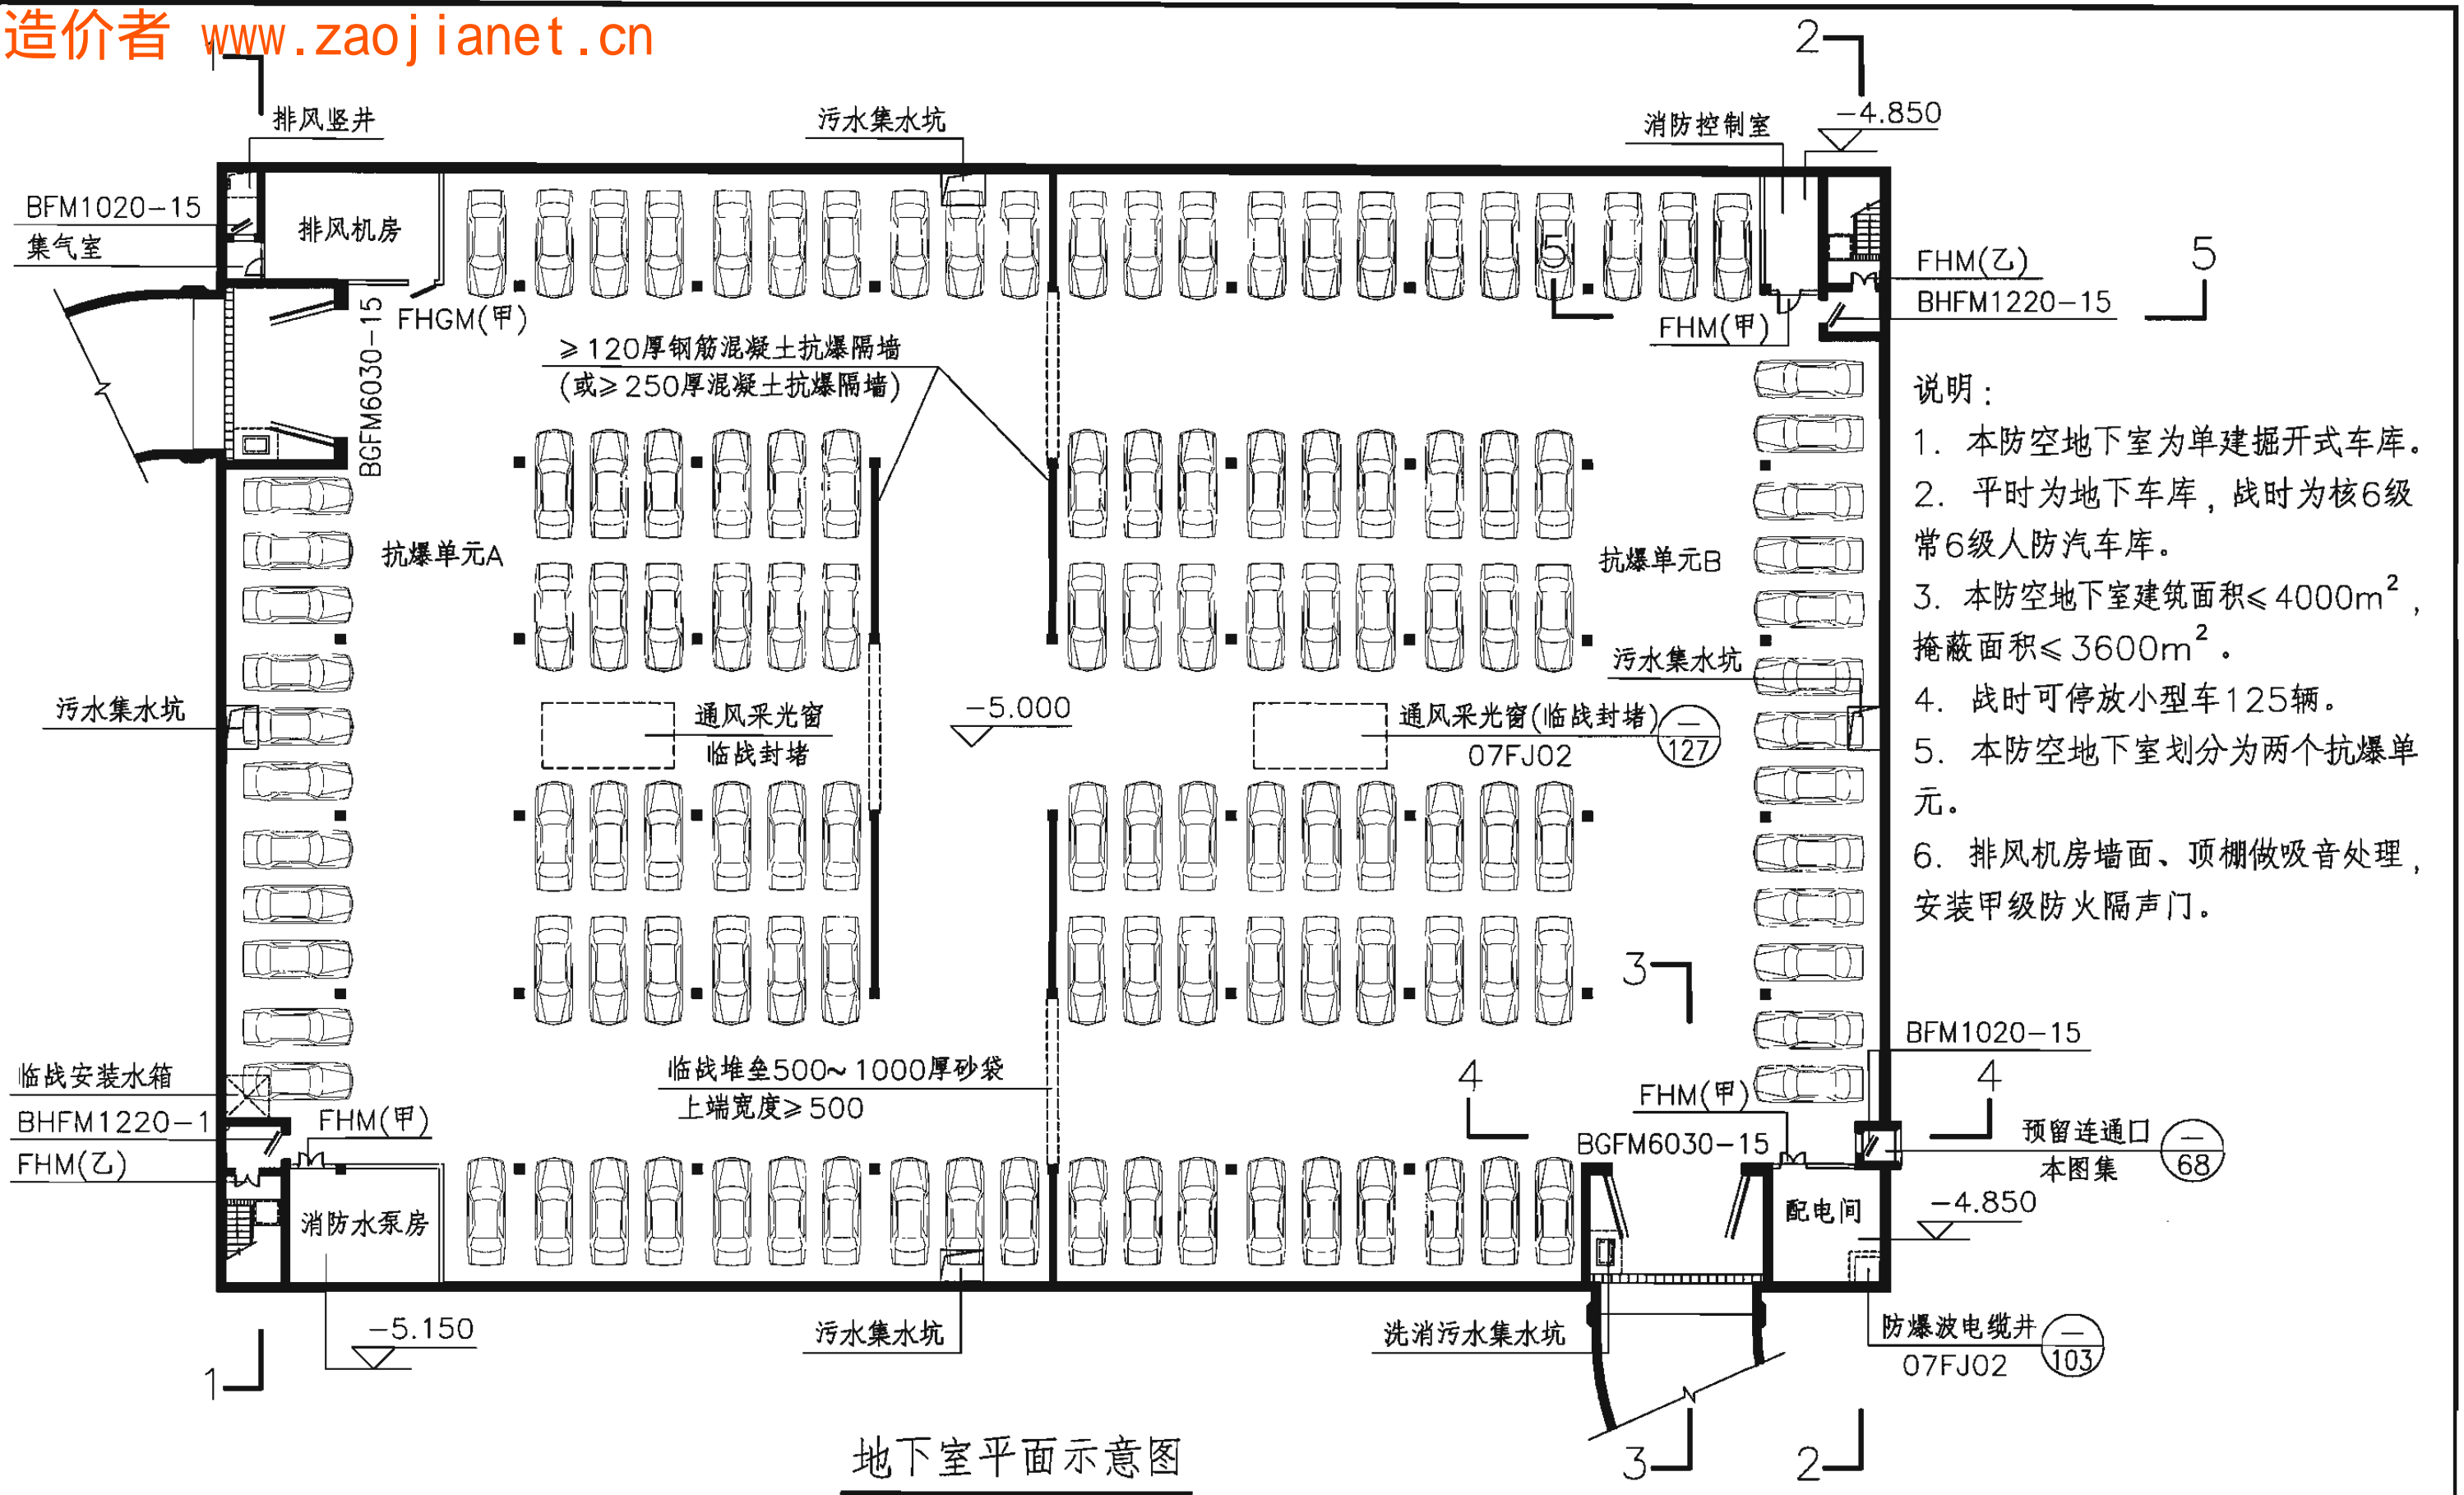 造价者 www.zaojianet.cn
1
2
排风竖井
污水集水坑
消防控制室
-4.850
BFM1020-15
集气室
排风机房
5
FHM(乙)
5
BHFM1220-15
FHGM(甲)
FHM(甲)
BGFM6030-15
≥120厚钢筋混凝土抗爆隔墙
(或≥250厚混凝土抗爆隔墙)
抗爆单元A
抗爆单元B
说明：
1. 本防空地下室为单建掘开式车库。
2. 平时为地下车库，战时为核6级
常6级人防汽车库。
3. 本防空地下室建筑面积≤4000m²，
掩蔽面积≤3600m²。
4. 战时可停放小型车125辆。
5. 本防空地下室划分为两个抗爆单
元。
6. 排风机房墙面、顶棚做吸音处理，
安装甲级防火隔声门。
污水集水坑
污水集水坑
通风采光窗
临战封堵
-5.000
通风采光窗(临战封堵)
07FJ02
—
127
3
BFM1020-15
临战安装水箱
临战堆垒500~1000厚砂袋
上端宽度≥500
4
4
FHM(甲)
BHFM1220-1
FHM(甲)
FHM(乙)
BGFM6030-15
预留连通口
本图集
—
68
消防水泵房
配电间
-4.850
-5.150
污水集水坑
洗消污水集水坑
防爆波电缆井
07FJ02
—
103
1
3
2
地下室平面示意图